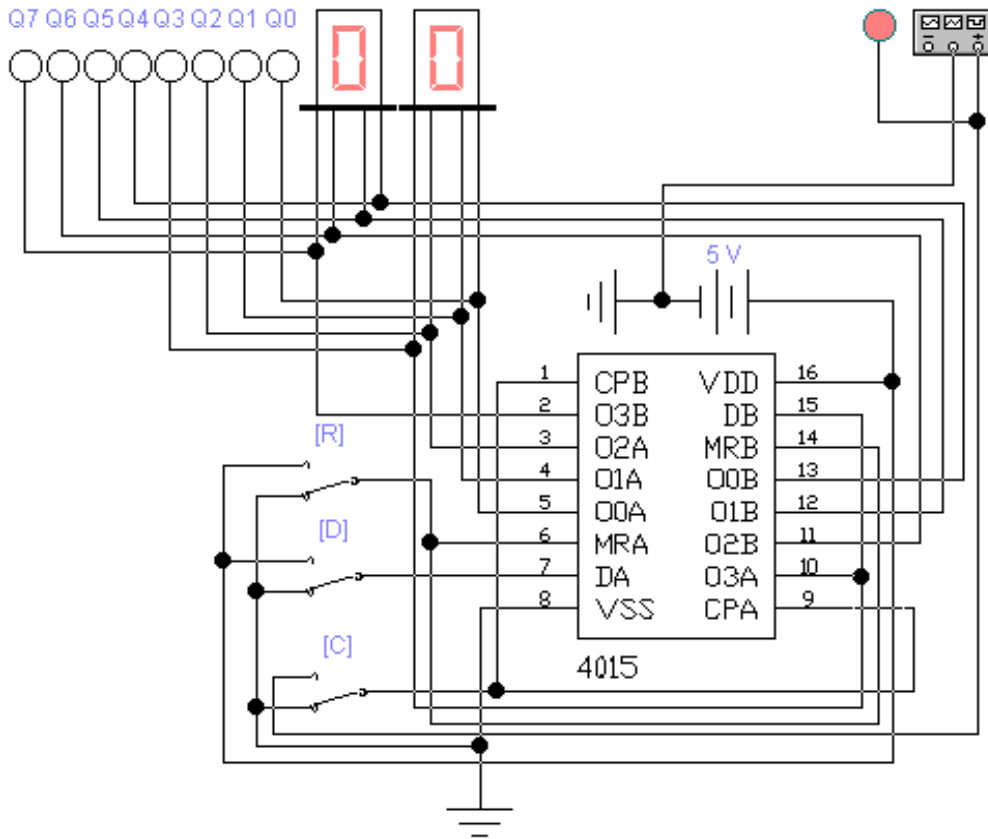 Q7 Q6 Q5 Q4 Q3 Q2 Q1 Q0
0 0
- +
5 V
1 CPB VDD 16
2 O3B DB 15
3 O2A MRB 14
4 O1A O0B 13
5 O0A O1B 12
6 MRA O2B 11
7 DA O3A 10
8 VSS CPA 9
4015
[R]
[D]
[C]